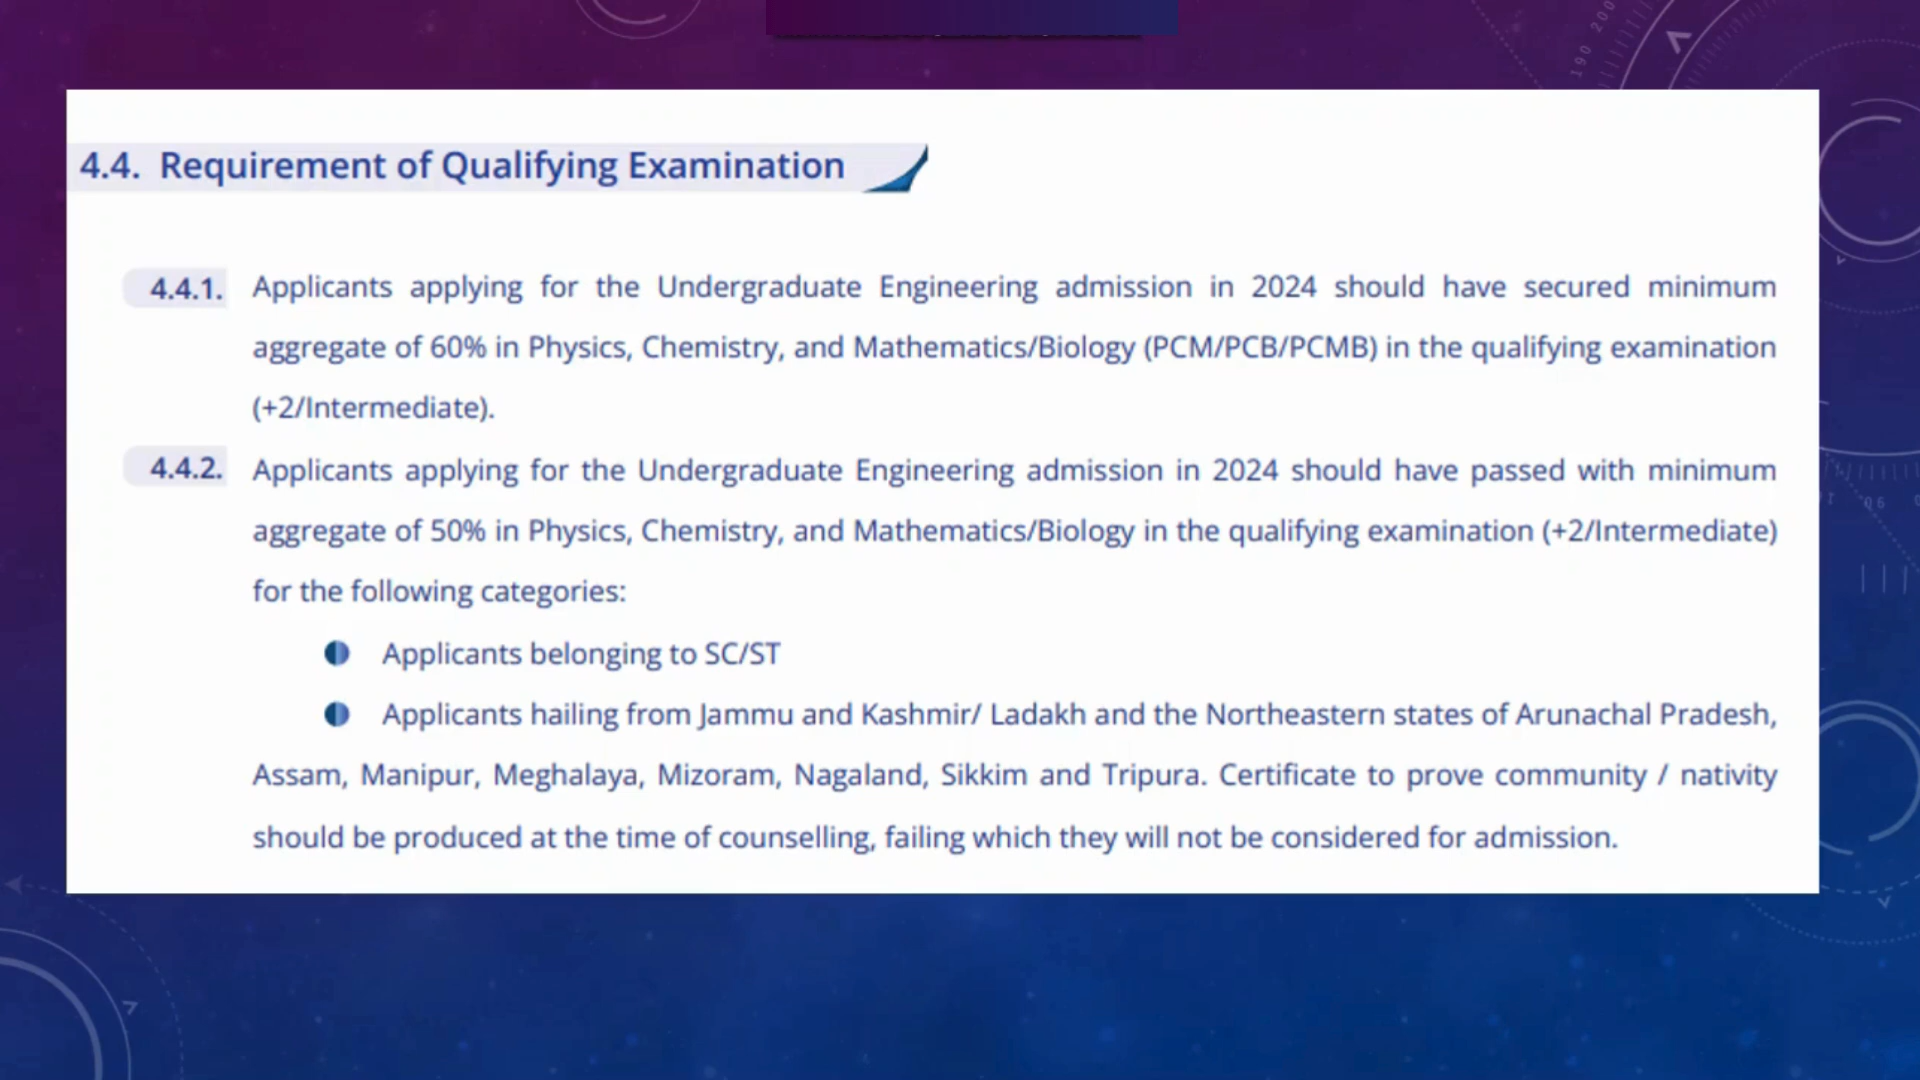 4.4. Requirement of Qualifying Examination
4.4.1. Applicants applying for the Undergraduate Engineering admission in 2024 should have secured minimum
aggregate of 60% in Physics, Chemistry, and Mathematics/Biology (PCM/PCB/PCMB) in the qualifying examination
(+2/Intermediate).
4.4.2. Applicants applying for the Undergraduate Engineering admission in 2024 should have passed with minimum
aggregate of 50% in Physics, Chemistry, and Mathematics/Biology in the qualifying examination (+2/Intermediate)
for the following categories:
Applicants belonging to SC/ST
Applicants hailing from Jammu and Kashmir/ Ladakh and the Northeastern states of Arunachal Pradesh,
Assam, Manipur, Meghalaya, Mizoram, Nagaland, Sikkim and Tripura. Certificate to prove community / nativity
should be produced at the time of counselling, failing which they will not be considered for admission.
190 200